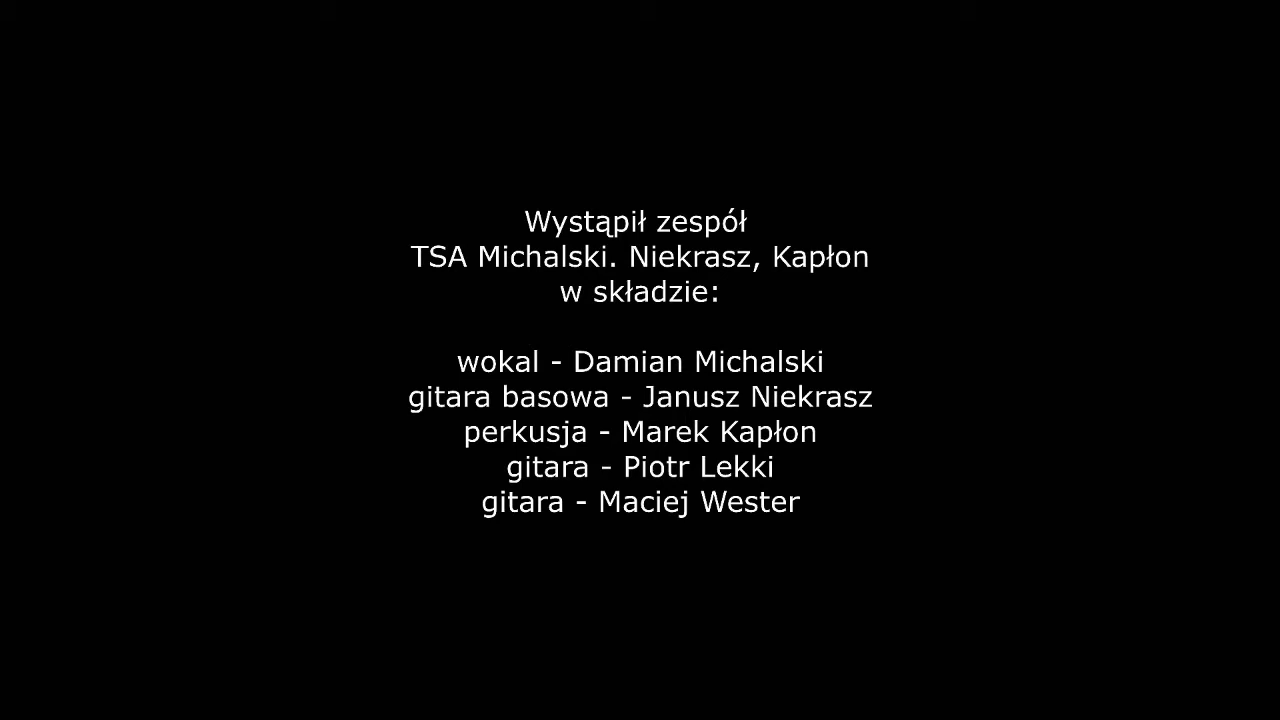 Wystąpił zespół
TSA Michalski. Niekrasz, Kapłon
w składzie:
wokal - Damian Michalski
gitara basowa - Janusz Niekrasz
perkusja - Marek Kapłon
gitara - Piotr Lekki
gitara - Maciej Wester